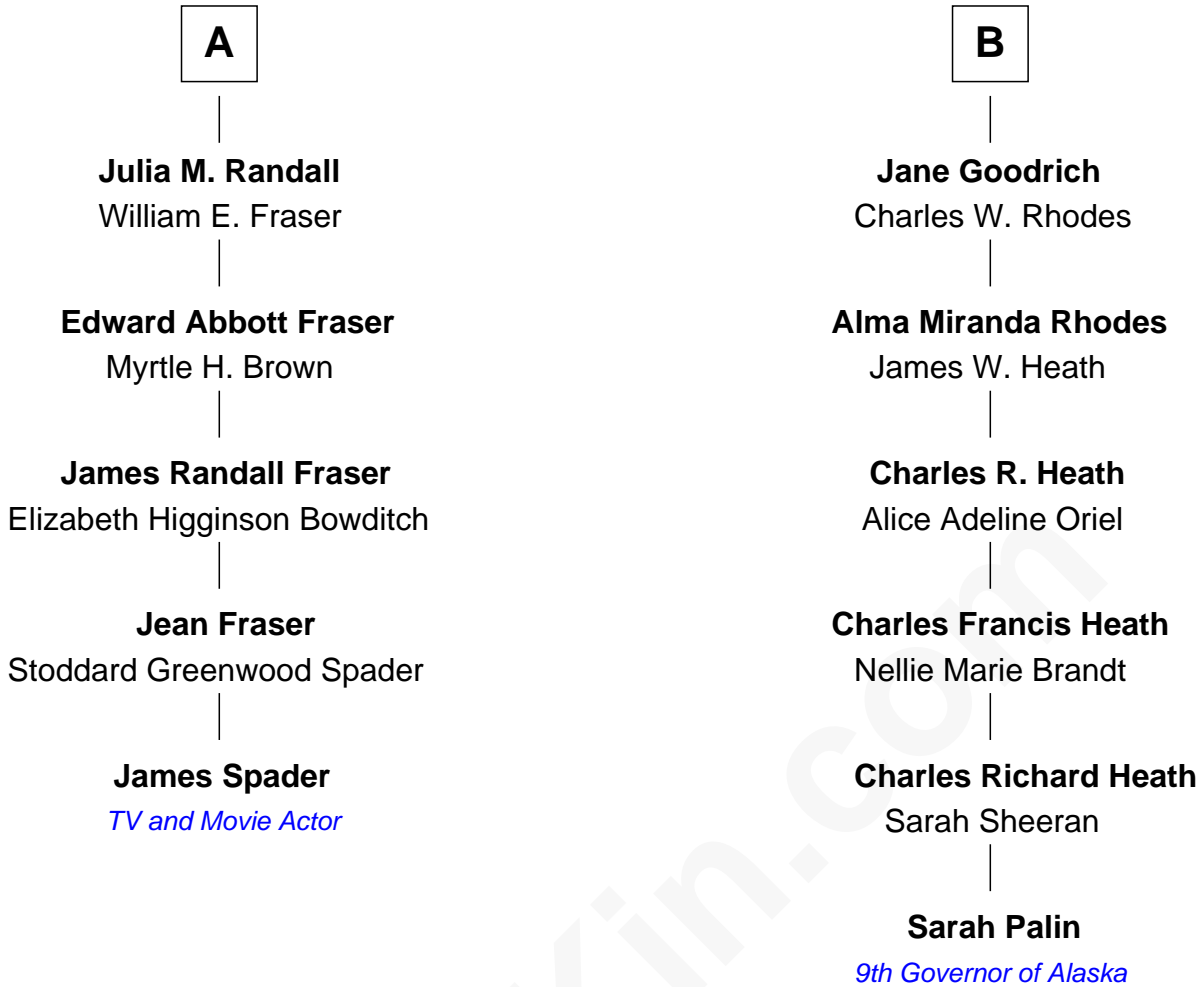 A
Julia M. Randall
William E. Fraser
Edward Abbott Fraser
Myrtle H. Brown
James Randall Fraser
Elizabeth Higginson Bowditch
Jean Fraser
Stoddard Greenwood Spader
James Spader
TV and Movie Actor
B
Jane Goodrich
Charles W. Rhodes
Alma Miranda Rhodes
James W. Heath
Charles R. Heath
Alice Adeline Oriel
Charles Francis Heath
Nellie Marie Brandt
Charles Richard Heath
Sarah Sheeran
Sarah Palin
9th Governor of Alaska
Kin.com